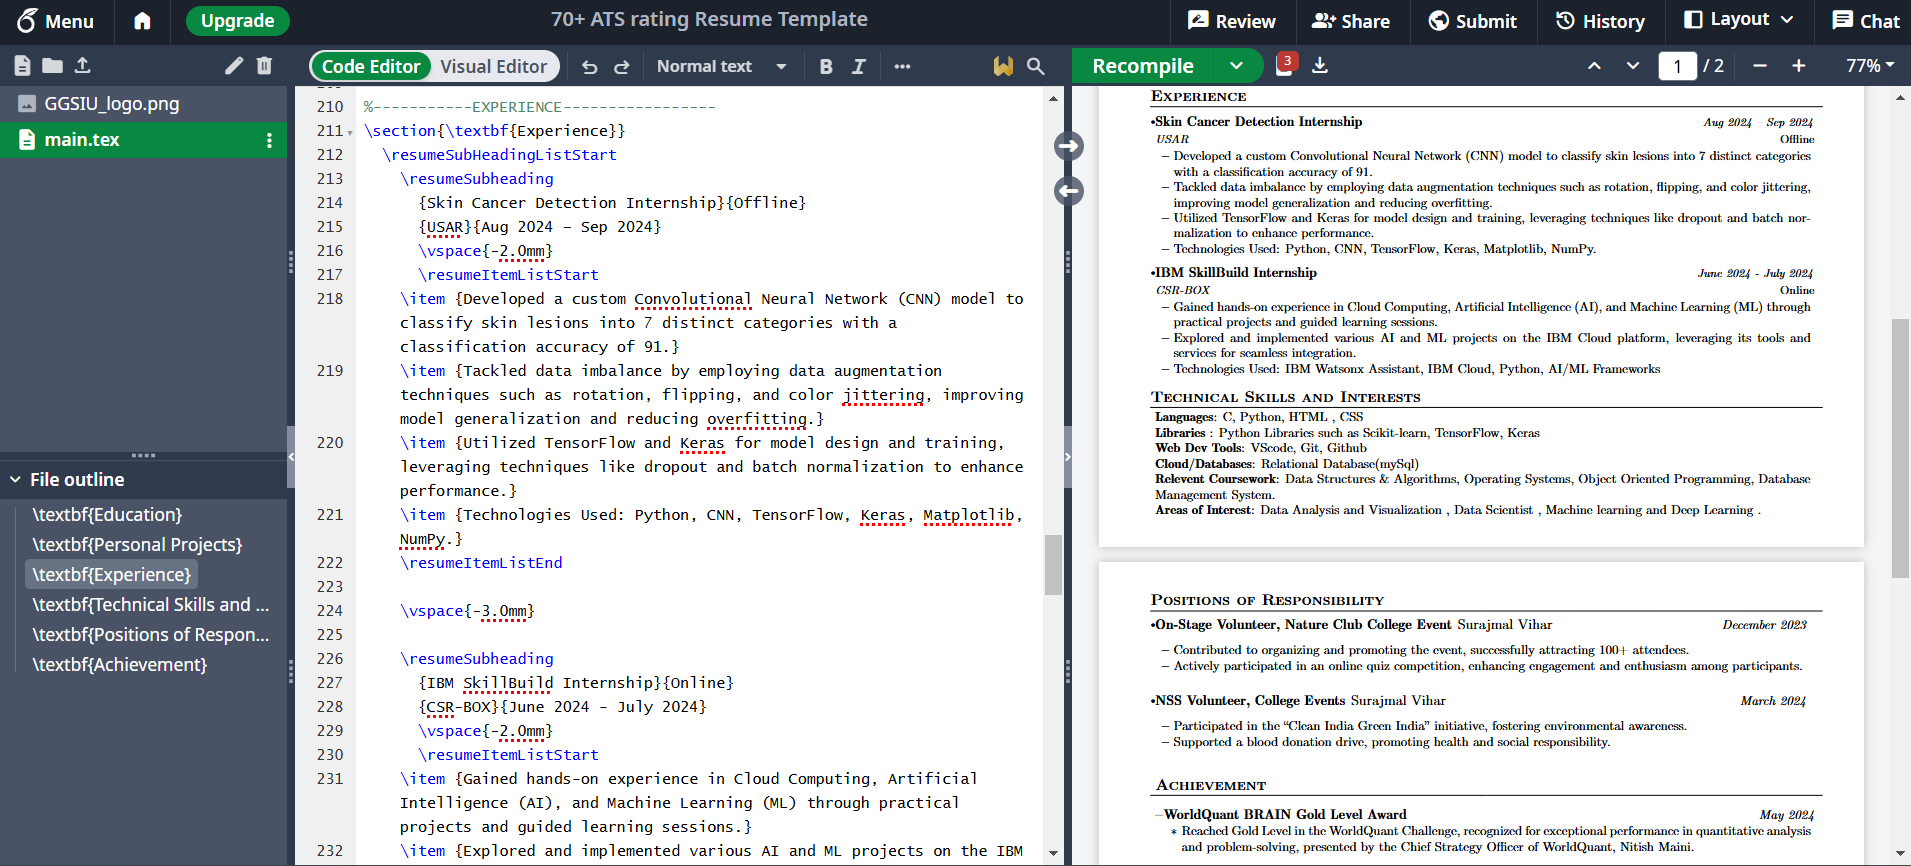 Menu
Upgrade
70+ ATS rating Resume Template
Review
Share
Submit
History
Layout
Chat
Code Editor
Visual Editor
Normal text
B I
Recompile
3
1 / 2
77%
GGSIU_logo.png
main.tex
File outline
\textbf{Education}
\textbf{Personal Projects}
\textbf{Experience}
\textbf{Technical Skills and ...
\textbf{Positions of Respon...
\textbf{Achievement}
210 %-----------EXPERIENCE-----------------
211 \section{\textbf{Experience}}
212 \resumeSubHeadingListStart
213 \resumeSubheading
214 {Skin Cancer Detection Internship}{Offline}
215 {USAR}{Aug 2024 – Sep 2024}
216 \vspace{-2.0mm}
217 \resumeItemListStart
218 \item {Developed a custom Convolutional Neural Network (CNN) model to
classify skin lesions into 7 distinct categories with a
classification accuracy of 91.}
219 \item {Tackled data imbalance by employing data augmentation
techniques such as rotation, flipping, and color jittering, improving
model generalization and reducing overfitting.}
220 \item {Utilized TensorFlow and Keras for model design and training,
leveraging techniques like dropout and batch normalization to enhance
performance.}
221 \item {Technologies Used: Python, CNN, TensorFlow, Keras, Matplotlib,
NumPy.}
222 \resumeItemListEnd
223
224 \vspace{-3.0mm}
225
226 \resumeSubheading
227 {IBM SkillBuild Internship}{Online}
228 {CSR-BOX}{June 2024 - July 2024}
229 \vspace{-2.0mm}
230 \resumeItemListStart
231 \item {Gained hands-on experience in Cloud Computing, Artificial
Intelligence (AI), and Machine Learning (ML) through practical
projects and guided learning sessions.}
232 \item {Explored and implemented various AI and ML projects on the IBM
EXPERIENCE
•Skin Cancer Detection Internship Aug 2024 – Sep 2024
USAR Offline
– Developed a custom Convolutional Neural Network (CNN) model to classify skin lesions into 7 distinct categories
with a classification accuracy of 91.
– Tackled data imbalance by employing data augmentation techniques such as rotation, flipping, and color jittering,
improving model generalization and reducing overfitting.
– Utilized TensorFlow and Keras for model design and training, leveraging techniques like dropout and batch nor-
malization to enhance performance.
– Technologies Used: Python, CNN, TensorFlow, Keras, Matplotlib, NumPy.
•IBM SkillBuild Internship June 2024 - July 2024
CSR-BOX Online
– Gained hands-on experience in Cloud Computing, Artificial Intelligence (AI), and Machine Learning (ML) through
practical projects and guided learning sessions.
– Explored and implemented various AI and ML projects on the IBM Cloud platform, leveraging its tools and
services for seamless integration.
– Technologies Used: IBM Watsonx Assistant, IBM Cloud, Python, AI/ML Frameworks
TECHNICAL SKILLS AND INTERESTS
Languages: C, Python, HTML , CSS
Libraries : Python Libraries such as Scikit-learn, TensorFlow, Keras
Web Dev Tools: VScode, Git, Github
Cloud/Databases: Relational Database(mySql)
Relevent Coursework: Data Structures & Algorithms, Operating Systems, Object Oriented Programming, Database
Management System.
Areas of Interest: Data Analysis and Visualization , Data Scientist , Machine learning and Deep Learning .
POSITIONS OF RESPONSIBILITY
•On-Stage Volunteer, Nature Club College Event Surajmal Vihar December 2023
– Contributed to organizing and promoting the event, successfully attracting 100+ attendees.
– Actively participated in an online quiz competition, enhancing engagement and enthusiasm among participants.
•NSS Volunteer, College Events Surajmal Vihar March 2024
– Participated in the “Clean India Green India” initiative, fostering environmental awareness.
– Supported a blood donation drive, promoting health and social responsibility.
ACHIEVEMENT
–WorldQuant BRAIN Gold Level Award May 2024
∗ Reached Gold Level in the WorldQuant Challenge, recognized for exceptional performance in quantitative analysis
and problem-solving, presented by the Chief Strategy Officer of WorldQuant, Nitish Maini.